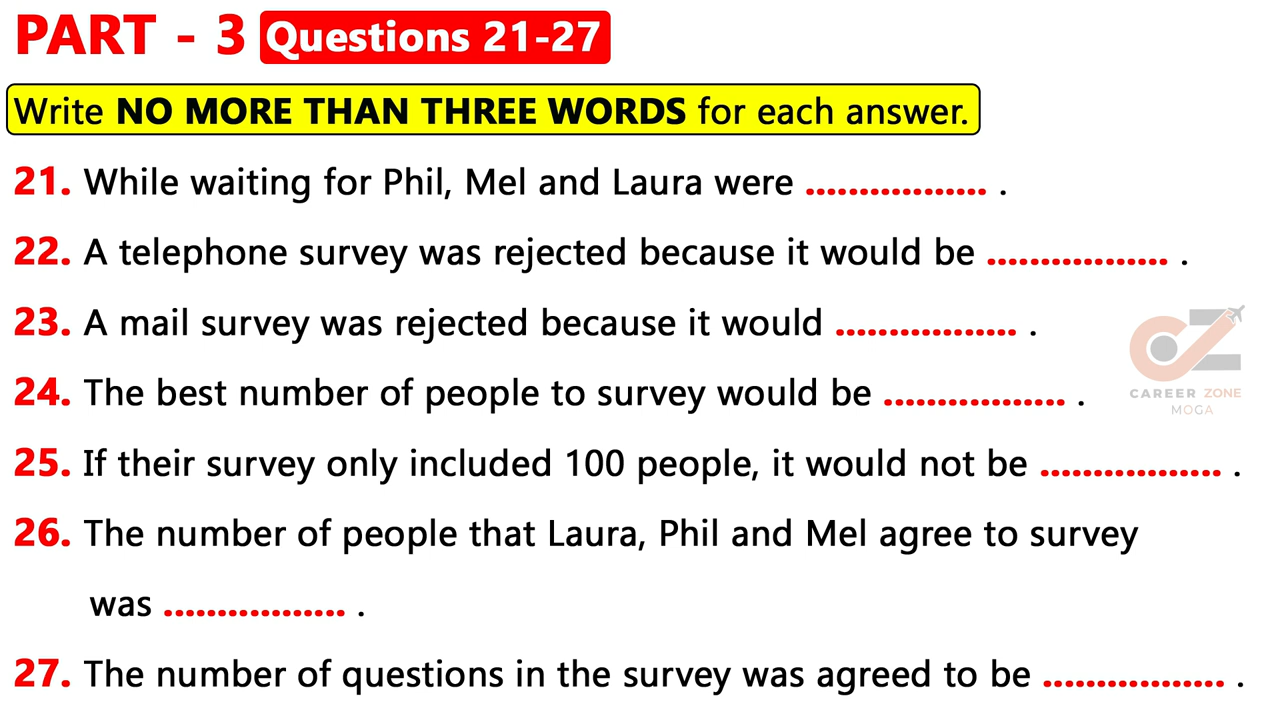 PART - 3 Questions 21-27
Write NO MORE THAN THREE WORDS for each answer.
21. While waiting for Phil, Mel and Laura were ................. .
22. A telephone survey was rejected because it would be ................. .
23. A mail survey was rejected because it would ................. .
24. The best number of people to survey would be ................. .
CAREER ZONE
MOGA
25. If their survey only included 100 people, it would not be ................. .
26. The number of people that Laura, Phil and Mel agree to survey
was ................. .
27. The number of questions in the survey was agreed to be ................. .